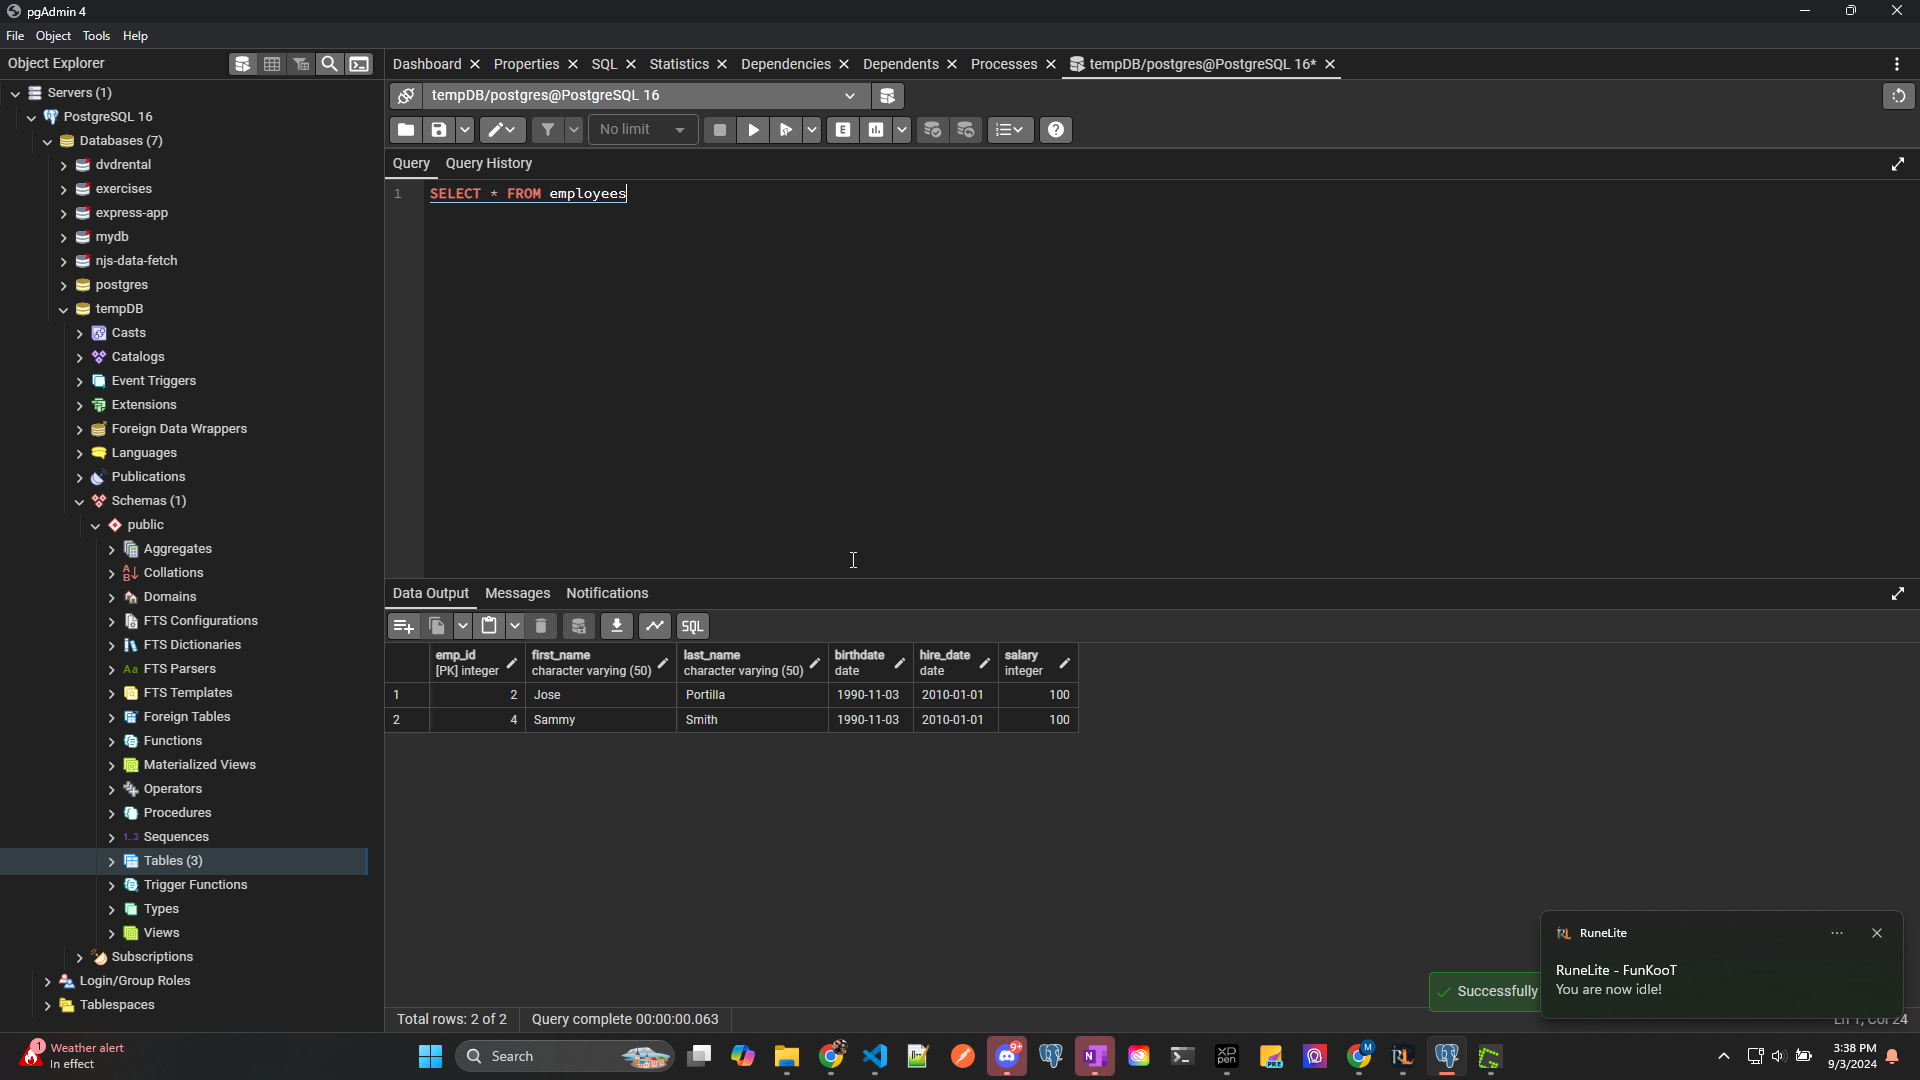 pgAdmin 4
File Object Tools Help
Object Explorer
Dashboard Properties SQL Statistics Dependencies Dependents Processes tempDB/postgres@PostgreSQL 16*
Servers (1)
PostgreSQL 16
Databases (7)
dvdrental
exercises
express-app
mydb
njs-data-fetch
postgres
tempDB
Casts
Catalogs
Event Triggers
Extensions
Foreign Data Wrappers
Languages
Publications
Schemas (1)
public
Aggregates
Collations
Domains
FTS Configurations
FTS Dictionaries
Aa FTS Parsers
FTS Templates
Foreign Tables
Functions
Materialized Views
Operators
Procedures
1..3 Sequences
Tables (3)
Trigger Functions
Types
Views
Subscriptions
Login/Group Roles
Tablespaces
tempDB/postgres@PostgreSQL 16
No limit E
Query Query History
1 SELECT * FROM employees
Data Output Messages Notifications
SQL
emp_id first_name last_name birthdate hire_date salary
[PK] integer character varying (50) character varying (50) date date integer
1 2 Jose Portilla 1990-11-03 2010-01-01 100
2 4 Sammy Smith 1990-11-03 2010-01-01 100
Successfully
RuneLite
RuneLite - FunKooT
You are now idle!
Total rows: 2 of 2 Query complete 00:00:00.063 Ln 1, Col 24
1 Weather alert
In effect
Search
9+
M
3:38 PM
9/3/2024